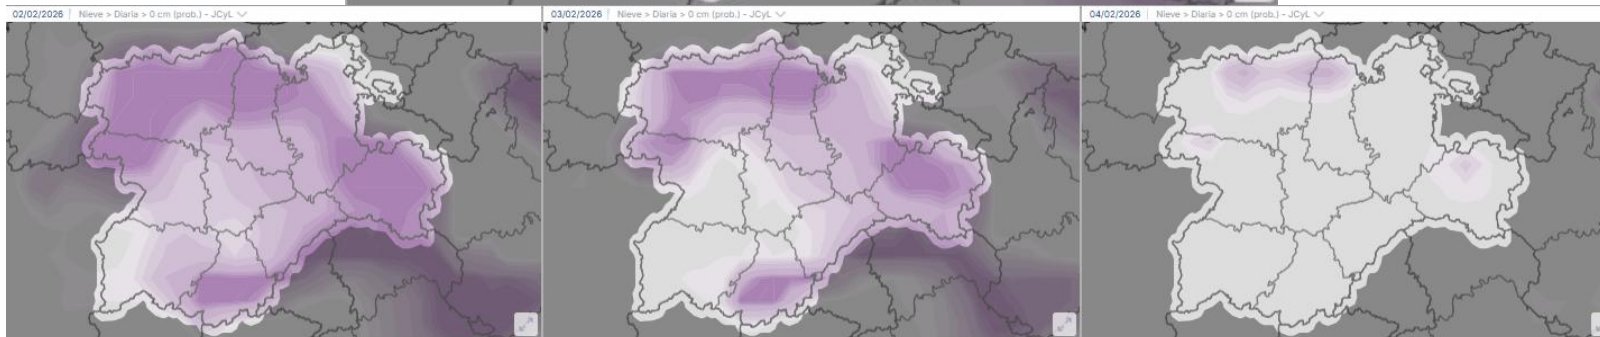 02/02/2026 Nieve > Diaria > 0 cm (prob.) - JCyL
03/02/2026 Nieve > Diaria > 0 cm (prob.) - JCyL
04/02/2026 Nieve > Diaria > 0 cm (prob.) - JCyL